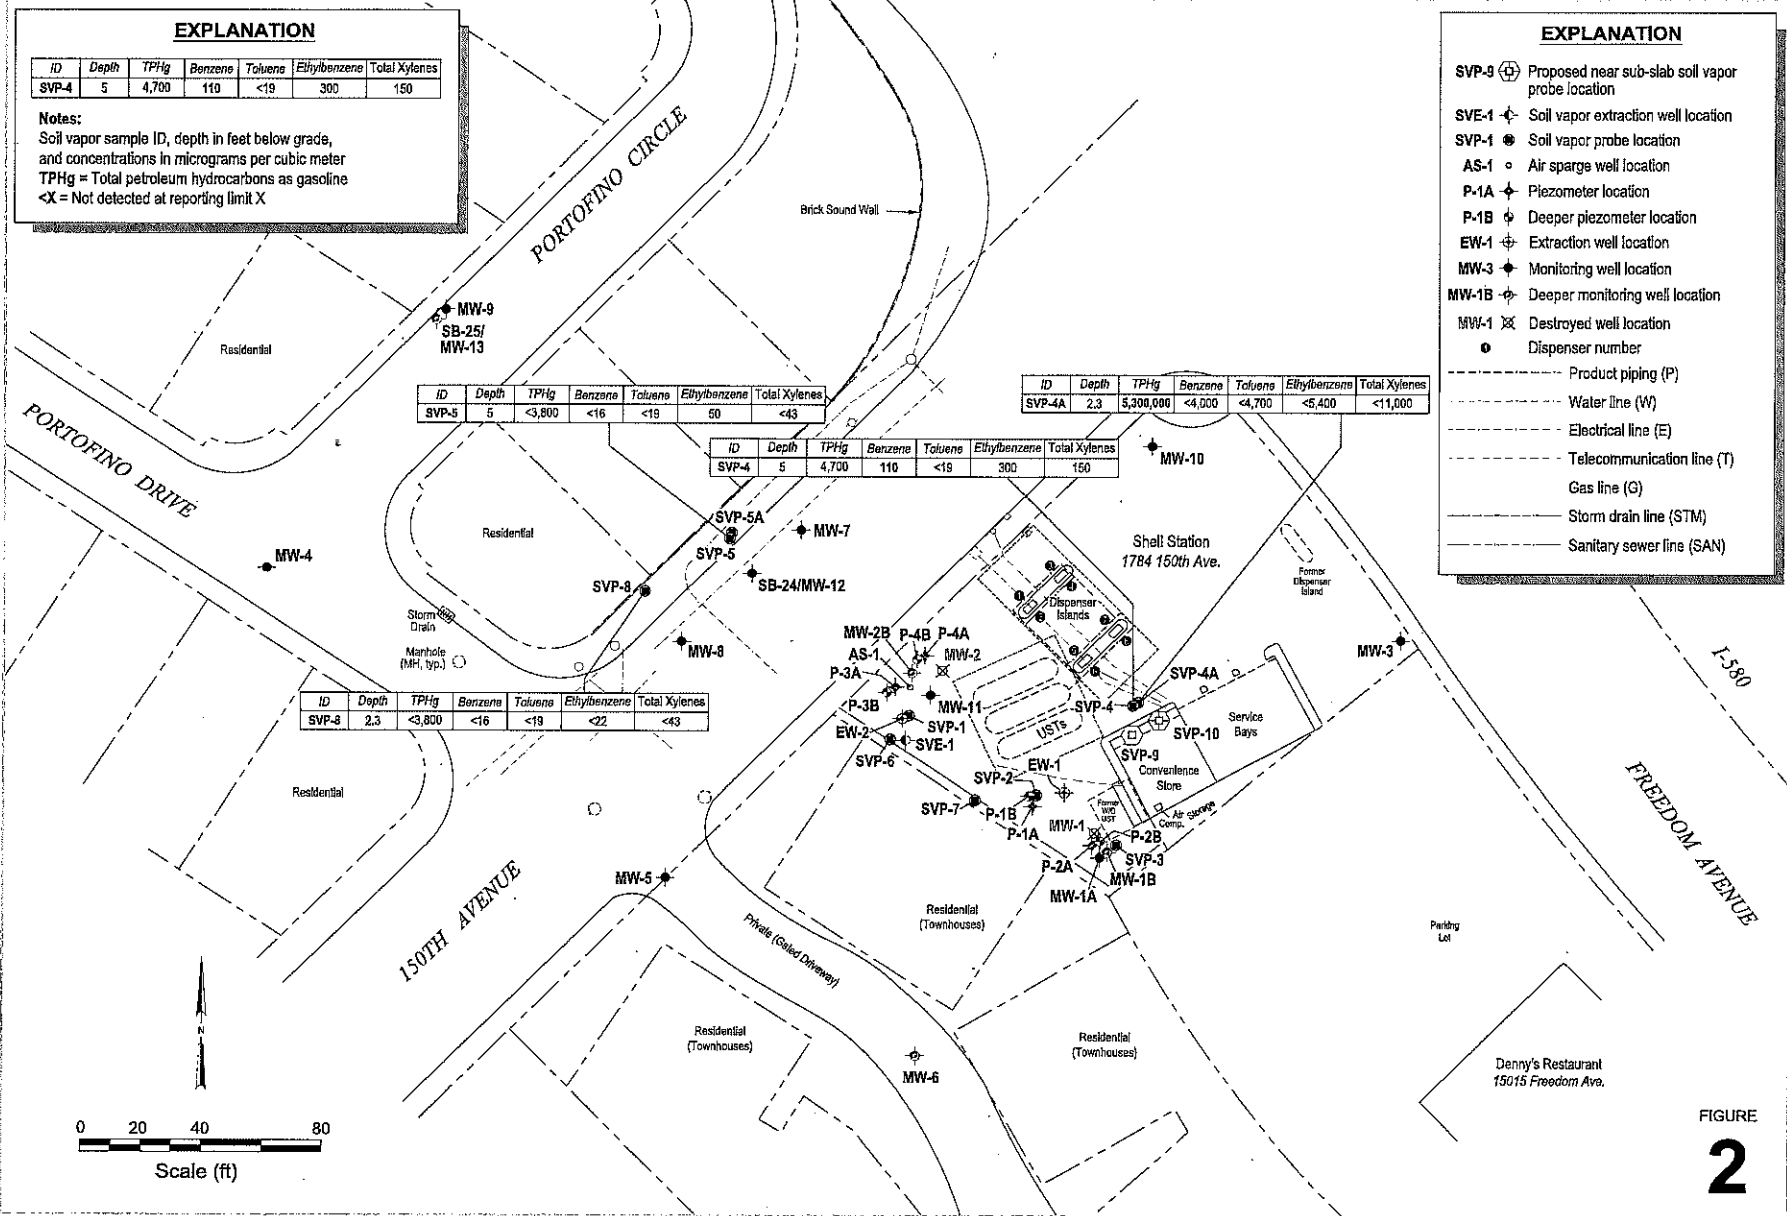 EXPLANATION
ID Depth TPHg Benzene Toluene Ethylbenzene Total Xylenes
SVP-4 5 4,700 110 <19 300 150
Notes:
Soil vapor sample ID, depth in feet below grade,
and concentrations in micrograms per cubic meter
TPHg = Total petroleum hydrocarbons as gasoline
<X = Not detected at reporting limit X
EXPLANATION
SVP-9 Proposed near sub-slab soil vapor
probe location
SVE-1 Soil vapor extraction well location
SVP-1 Soil vapor probe location
AS-1 Air sparge well location
P-1A Piezometer location
P-1B Deeper piezometer location
EW-1 Extraction well location
MW-3 Monitoring well location
MW-1B Deeper monitoring well location
MW-1 Destroyed well location
Dispenser number
Product piping (P)
Water line (W)
Electrical line (E)
Telecommunication line (T)
Gas line (G)
Storm drain line (STM)
Sanitary sewer line (SAN)
PORTOFINO CIRCLE
Brick Sound Wall
MW-9
SB-25/
MW-13
Residential
PORTOFINO DRIVE
ID Depth TPHg Benzene Toluene Ethylbenzene Total Xylenes
SVP-5 5 <3,800 <16 <19 50 <43
ID Depth TPHg Benzene Toluene Ethylbenzene Total Xylenes
SVP-4A 2.3 5,300,000 <4,000 <4,700 <5,400 <11,000
ID Depth TPHg Benzene Toluene Ethylbenzene Total Xylenes
SVP-4 5 4,700 110 <19 300 150
MW-10
SVP-5A
SVP-5
MW-7
Residential
MW-4
SVP-8
SB-24/MW-12
Shell Station
1784 150th Ave.
Former
Dispenser
Island
Dispenser
Islands
Storm
Drain
Manhole
(MH, typ.)
MW-8
MW-2B
P-4B
P-4A
AS-1
MW-2
P-3A
P-3B
MW-11
MW-3
I-580
SVP-4A
SVP-4
ID Depth TPHg Benzene Toluene Ethylbenzene Total Xylenes
SVP-8 2.3 <3,800 <16 <19 <22 <43
EW-2
SVP-1
SVE-1
SVP-6
USTs
SVP-10
SVP-9
Service
Bays
Convenience
Store
EW-1
SVP-2
SVP-7
P-1B
P-1A
Former
W/O
UST
Air
Comp.
Storage
MW-1
P-2B
SVP-3
P-2A
MW-1B
MW-1A
Residential
MW-5
150TH AVENUE
FREEDOM AVENUE
Private (Gated Driveway)
Residential
(Townhouses)
Parking
Lot
Residential
(Townhouses)
Residential
(Townhouses)
MW-6
Denny's Restaurant
15015 Freedom Ave.
N
0 20 40 80
Scale (ft)
FIGURE
2